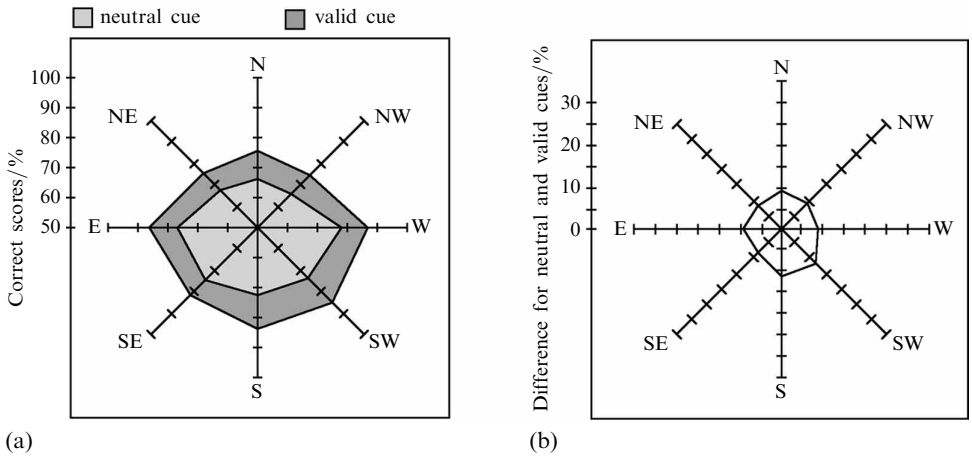 neutral cue
valid cue
Correct scores/%
100
90
80
70
60
50
N
NE
NW
E
W
SE
SW
S
(a)
Difference for neutral and valid cues/%
30
20
10
0
N
NE
NW
E
W
SE
SW
S
(b)